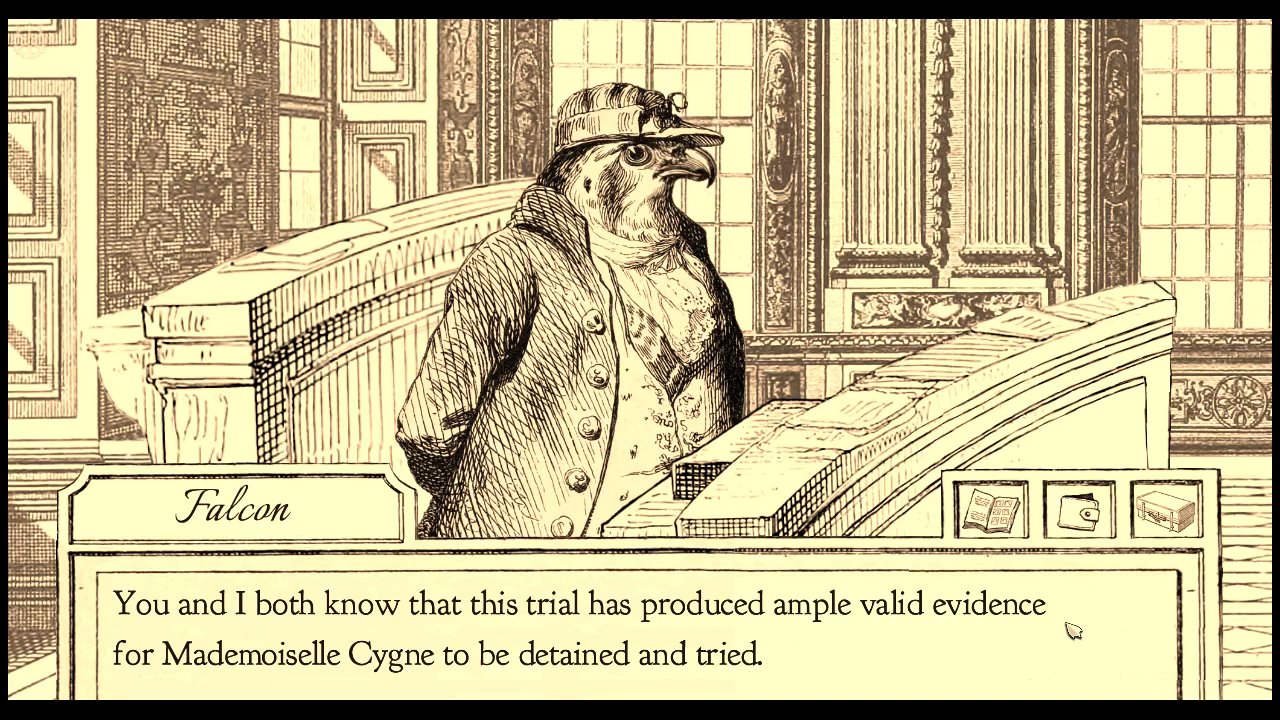 Falcon
You and I both know that this trial has produced ample valid evidence
for Mademoiselle Cygne to be detained and tried.